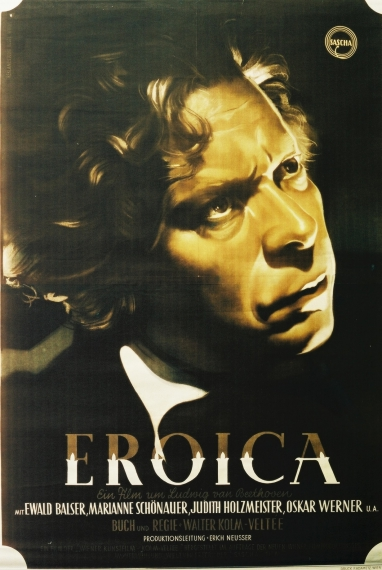 SASCHA
EROICA
Ein Film um Ludwig van Beethoven
MIT EWALD BALSER, MARIANNE SCHÖNAUER, JUDITH HOLZMEISTER, OSKAR WERNER U.A.
BUCH UND REGIE · WALTER KOLM-VELTEE
PRODUKTIONSLEITUNG · ERICH NEUSSER